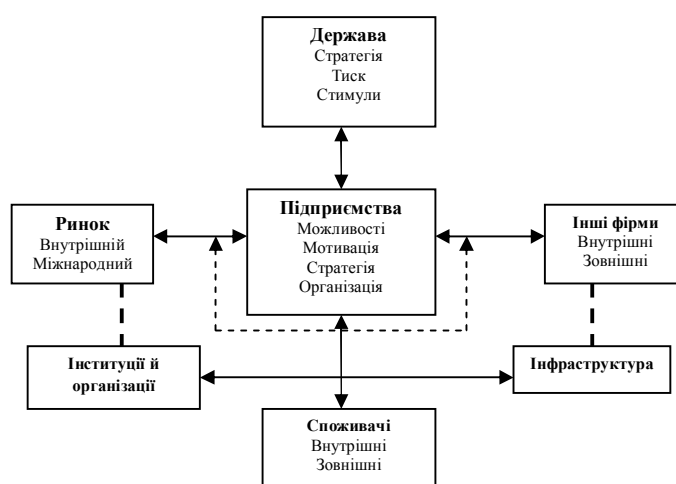 Держава
Стратегія
Тиск
Стимули
Ринок
Внутрішній
Міжнародний
Підприємства
Можливості
Мотивація
Стратегія
Організація
Інші фірми
Внутрішні
Зовнішні
Інституції й
організації
Інфраструктура
Споживачі
Внутрішні
Зовнішні